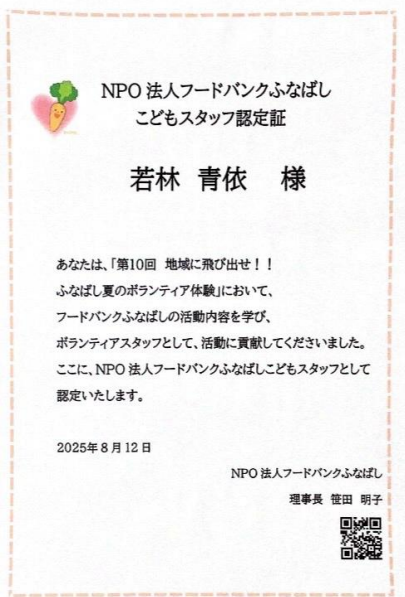 NPO 法人フードバンクふなばし
こどもスタッフ認定証
若林 青依 様
あなたは、「第10回 地域に飛び出せ！！
ふなばし夏のボランティア体験」において、
フードバンクふなばしの活動内容を学び、
ボランティアスタッフとして、活動に貢献してくださいました。
ここに、NPO 法人フードバンクふなばしこどもスタッフとして
認定いたします。
2025年8月12日
NPO 法人フードバンクふなばし
理事長 笹田 明子